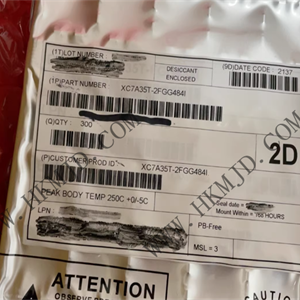 (1T)LOT NUMBER
DESICCANT
ENCLOSED
(9D)DATE CODE: 2137
(1P)PART NUMBER
XC7A35T-2FGG484I
(Q)QTY 300
2D
(P)CUSTOMER PROD ID
XC7A35T-2FGG484I
PEAK BODY TEMP 250C +0/-5C
Seal date =
Mount Within = 168 HOURS
LPN
PB-Free
MSL = 3
ATTENTION
WWW.HKMJD.COM
WWW.HKMJD.COM